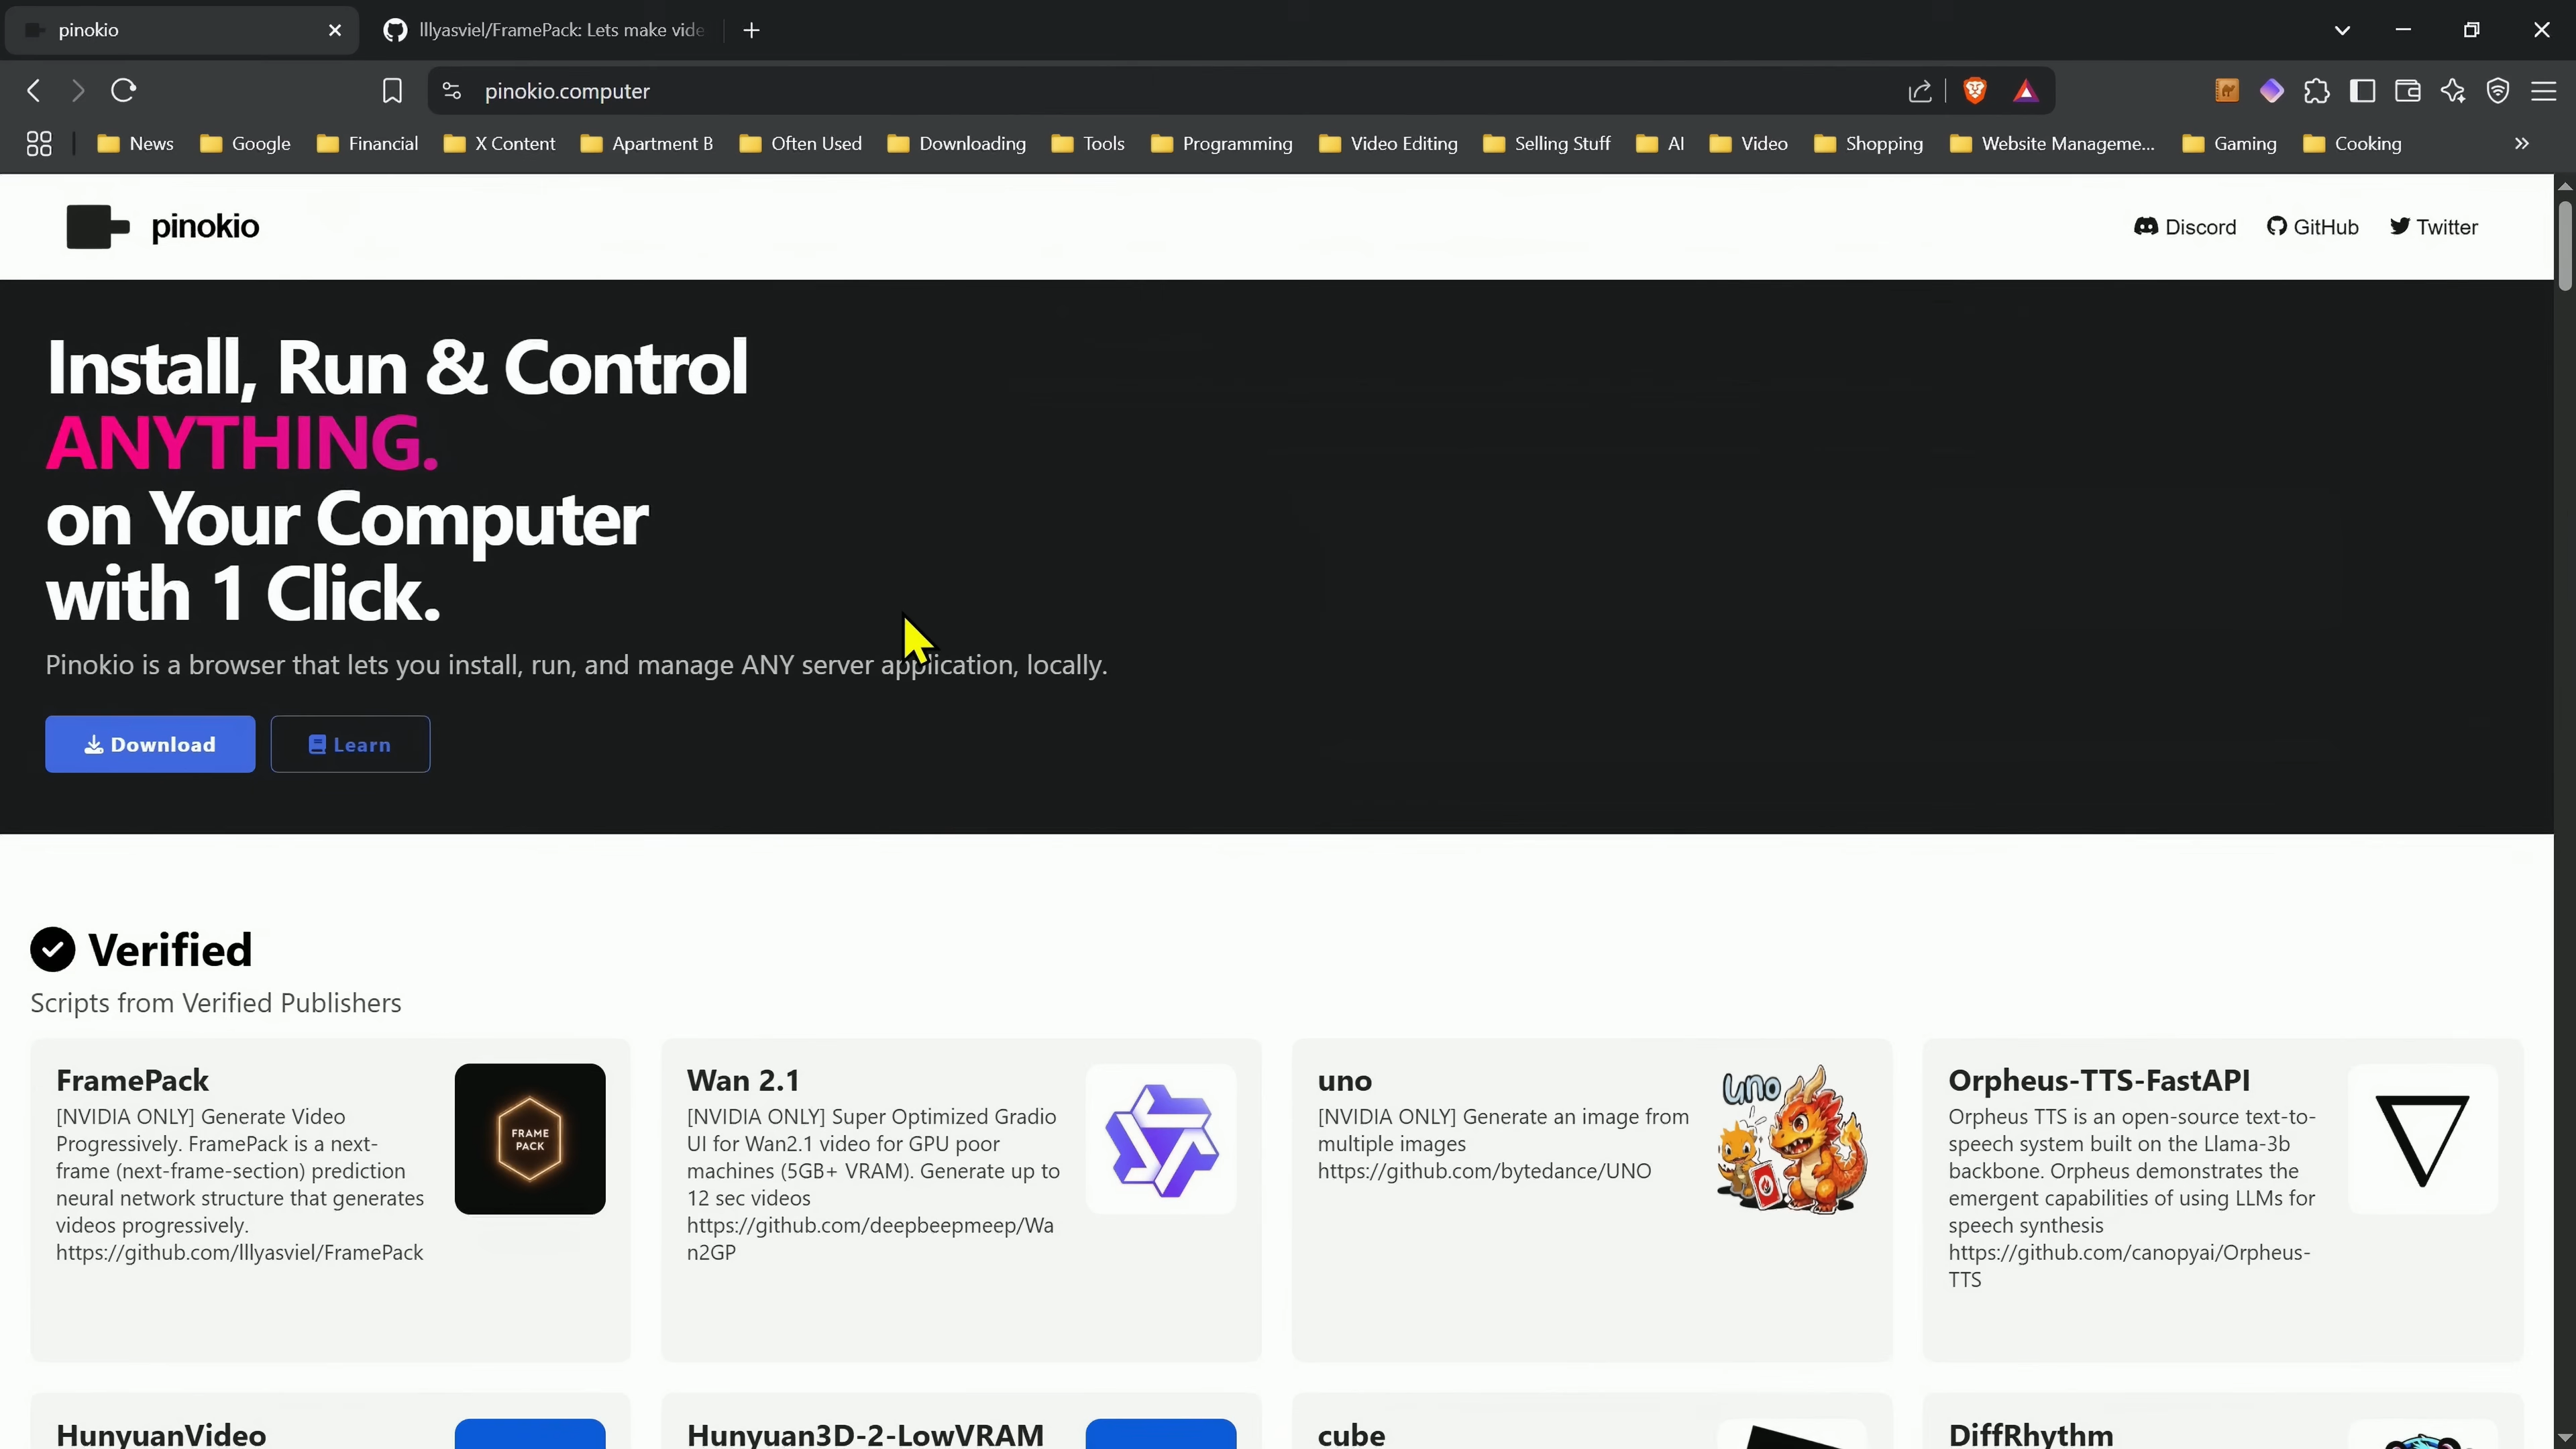 pinokio
lllyasviel/FramePack: Lets make vide
pinokio.computer
News
Google
Financial
X Content
Apartment B
Often Used
Downloading
Tools
Programming
Video Editing
Selling Stuff
AI
Video
Shopping
Website Manageme...
Gaming
Cooking
pinokio
Discord
GitHub
Twitter
Install, Run & Control
ANYTHING.
on Your Computer
with 1 Click.
Pinokio is a browser that lets you install, run, and manage ANY server application, locally.
Download
Learn
Verified
Scripts from Verified Publishers
FramePack
[NVIDIA ONLY] Generate Video
Progressively. FramePack is a next-
frame (next-frame-section) prediction
neural network structure that generates
videos progressively.
https://github.com/lllyasviel/FramePack
FRAME
PACK
Wan 2.1
[NVIDIA ONLY] Super Optimized Gradio
UI for Wan2.1 video for GPU poor
machines (5GB+ VRAM). Generate up to
12 sec videos
https://github.com/deepbeepmeep/Wa
n2GP
uno
[NVIDIA ONLY] Generate an image from
multiple images
https://github.com/bytedance/UNO
uno
Orpheus-TTS-FastAPI
Orpheus TTS is an open-source text-to-
speech system built on the Llama-3b
backbone. Orpheus demonstrates the
emergent capabilities of using LLMs for
speech synthesis
https://github.com/canopyai/Orpheus-
TTS
HunyuanVideo
Hunyuan3D-2-LowVRAM
cube
DiffRhythm